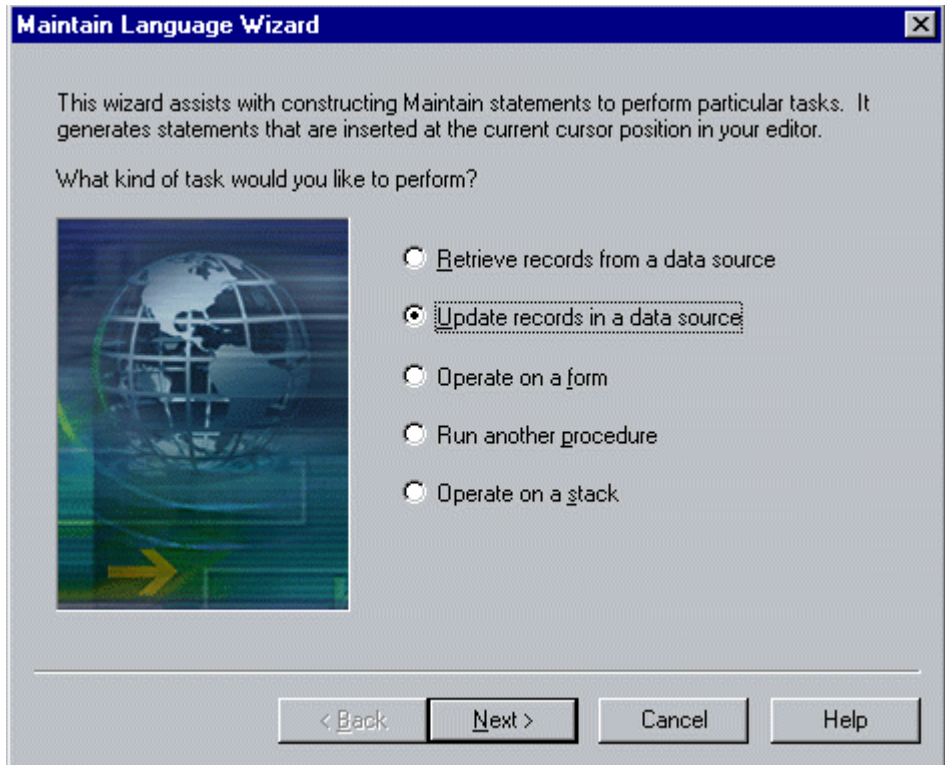 Maintain Language Wizard
This wizard assists with constructing Maintain statements to perform particular tasks. It
generates statements that are inserted at the current cursor position in your editor.
What kind of task would you like to perform?
Retrieve records from a data source
Update records in a data source
Operate on a form
Run another procedure
Operate on a stack
< Back Next > Cancel Help